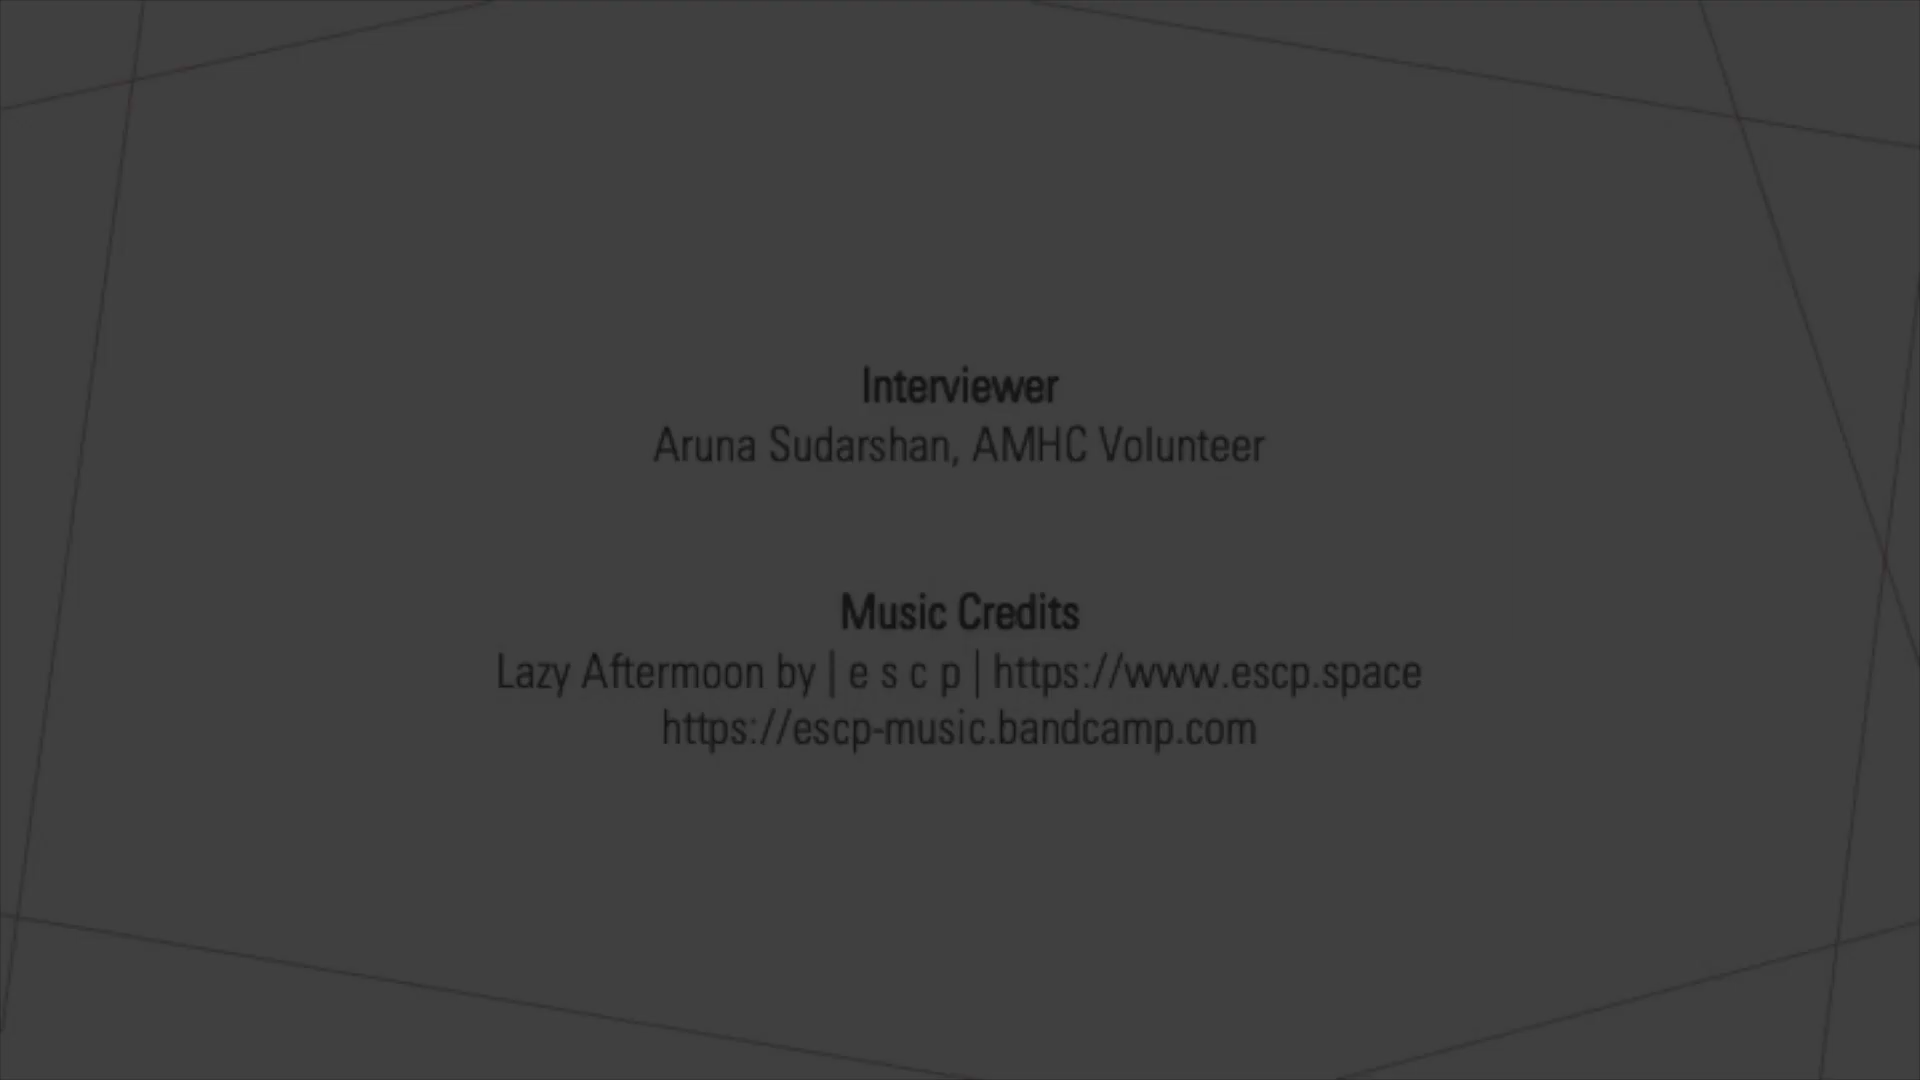 Interviewer
Aruna Sudarshan, AMHC Volunteer
Music Credits
Lazy Aftermoon by | e s c p | https://www.escp.space
https://escp-music.bandcamp.com